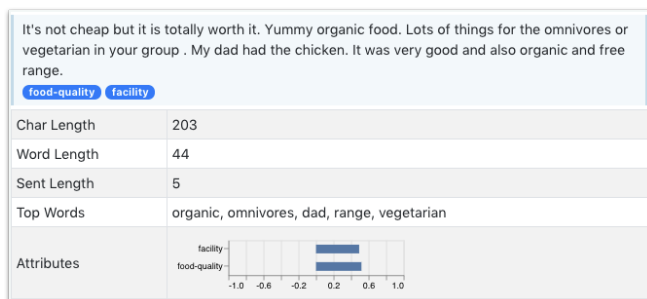 It's not cheap but it is totally worth it. Yummy organic food. Lots of things for the omnivores or
vegetarian in your group . My dad had the chicken. It was very good and also organic and free
range.
food-quality facility
Char Length 203
Word Length 44
Sent Length 5
Top Words organic, omnivores, dad, range, vegetarian
Attributes
facility
food-quality
-1.0 -0.6 -0.2 0.2 0.6 1.0